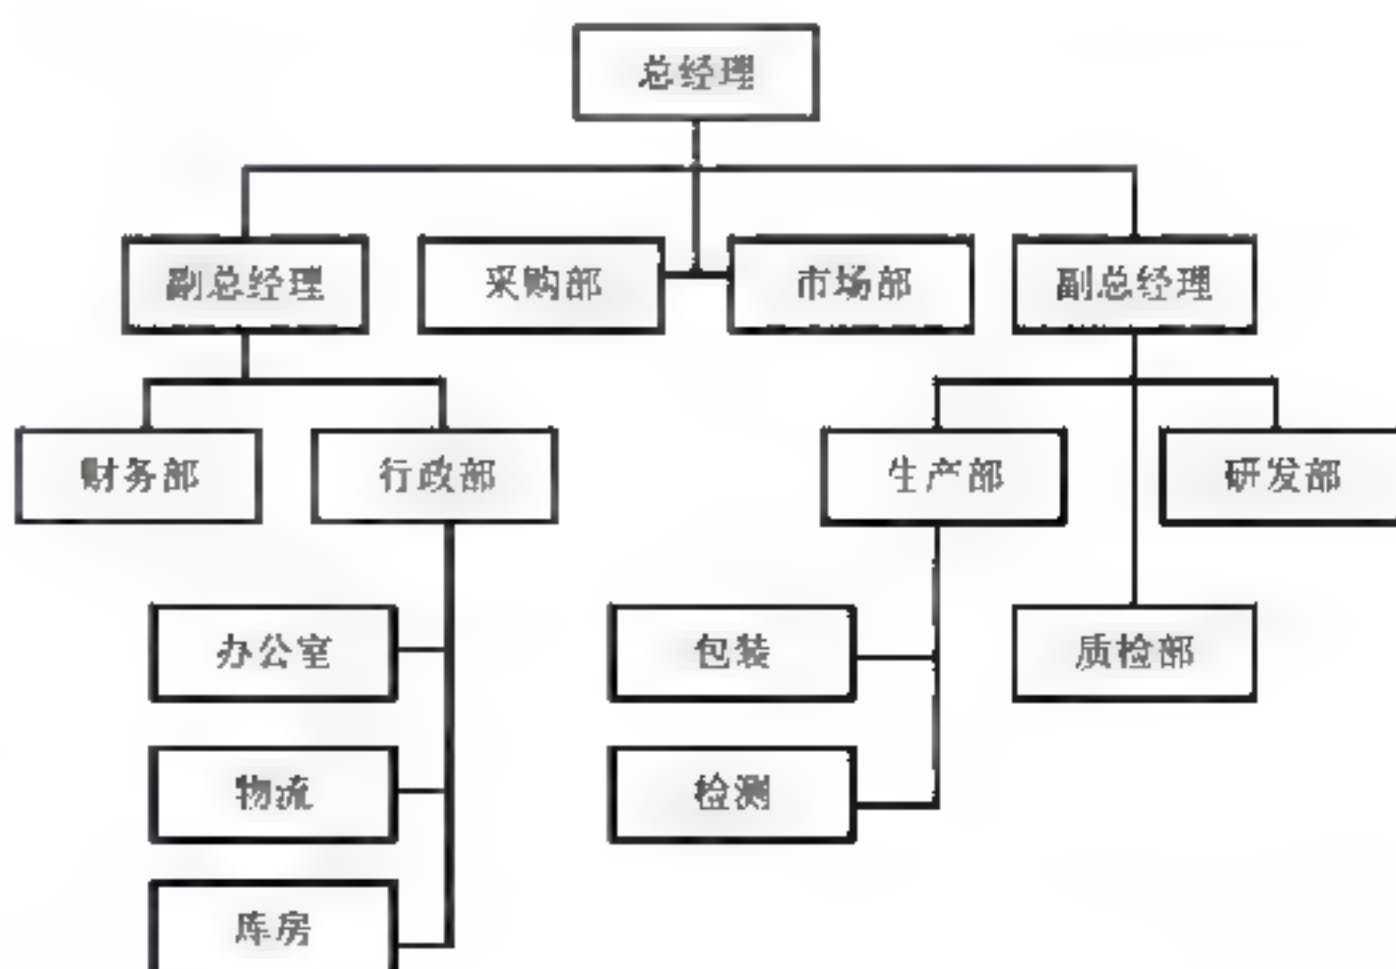 总经理
副总经理
采购部
市场部
副总经理
财务部
行政部
生产部
研发部
办公室
包装
质检部
物流
检测
库房